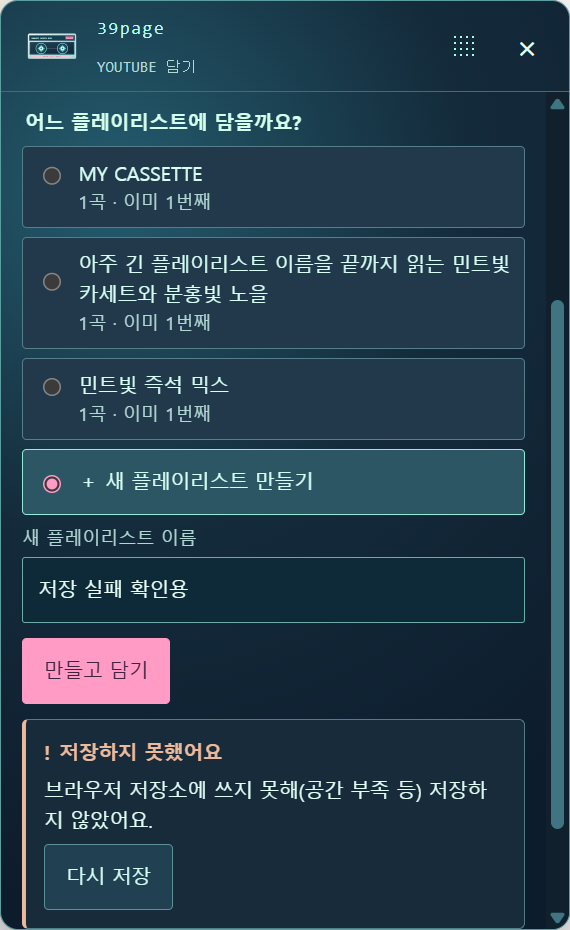 39page
YOUTUBE 담기
어느 플레이리스트에 담을까요?
MY CASSETTE
1곡 · 이미 1번째
아주 긴 플레이리스트 이름을 끝까지 읽는 민트빛
카세트와 분홍빛 노을
1곡 · 이미 1번째
민트빛 즉석 믹스
1곡 · 이미 1번째
+ 새 플레이리스트 만들기
새 플레이리스트 이름
저장 실패 확인용
만들고 담기
! 저장하지 못했어요
브라우저 저장소에 쓰지 못해(공간 부족 등) 저장하
지 않았어요.
다시 저장